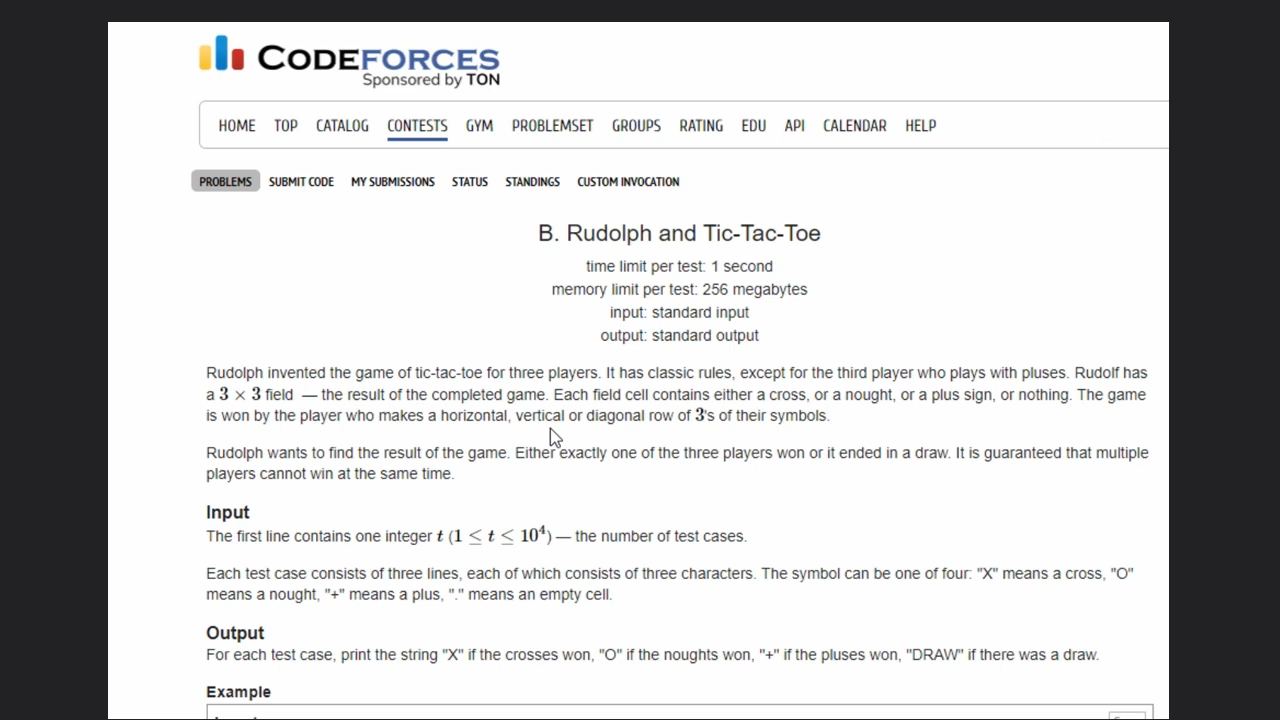 CODEFORCES
Sponsored by TON
HOME TOP CATALOG CONTESTS GYM PROBLEMSET GROUPS RATING EDU API CALENDAR HELP
PROBLEMS SUBMIT CODE MY SUBMISSIONS STATUS STANDINGS CUSTOM INVOCATION
B. Rudolph and Tic-Tac-Toe
time limit per test: 1 second
memory limit per test: 256 megabytes
input: standard input
output: standard output
Rudolph invented the game of tic-tac-toe for three players. It has classic rules, except for the third player who plays with pluses. Rudolf has
a 3 × 3 field — the result of the completed game. Each field cell contains either a cross, or a nought, or a plus sign, or nothing. The game
is won by the player who makes a horizontal, vertical or diagonal row of 3's of their symbols.
Rudolph wants to find the result of the game. Either exactly one of the three players won or it ended in a draw. It is guaranteed that multiple
players cannot win at the same time.
Input
The first line contains one integer t (1 ≤ t ≤ 10⁴) — the number of test cases.
Each test case consists of three lines, each of which consists of three characters. The symbol can be one of four: "X" means a cross, "O"
means a nought, "+" means a plus, "." means an empty cell.
Output
For each test case, print the string "X" if the crosses won, "O" if the noughts won, "+" if the pluses won, "DRAW" if there was a draw.
Example